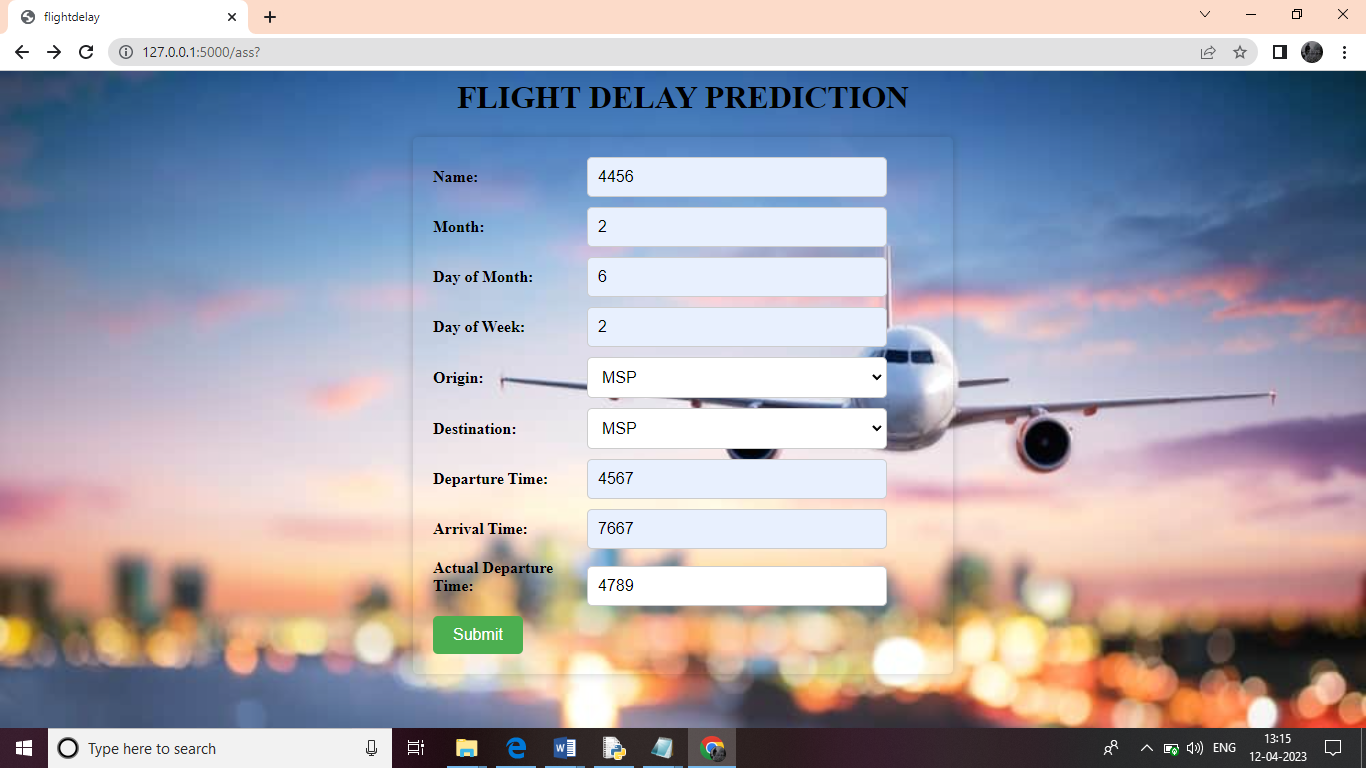 flightdelay
127.0.0.1:5000/ass?
FLIGHT DELAY PREDICTION
Name: 4456
Month: 2
Day of Month: 6
Day of Week: 2
Origin: MSP
Destination: MSP
Departure Time: 4567
Arrival Time: 7667
Actual Departure
Time: 4789
Submit
Type here to search
ENG
13:15
12-04-2023